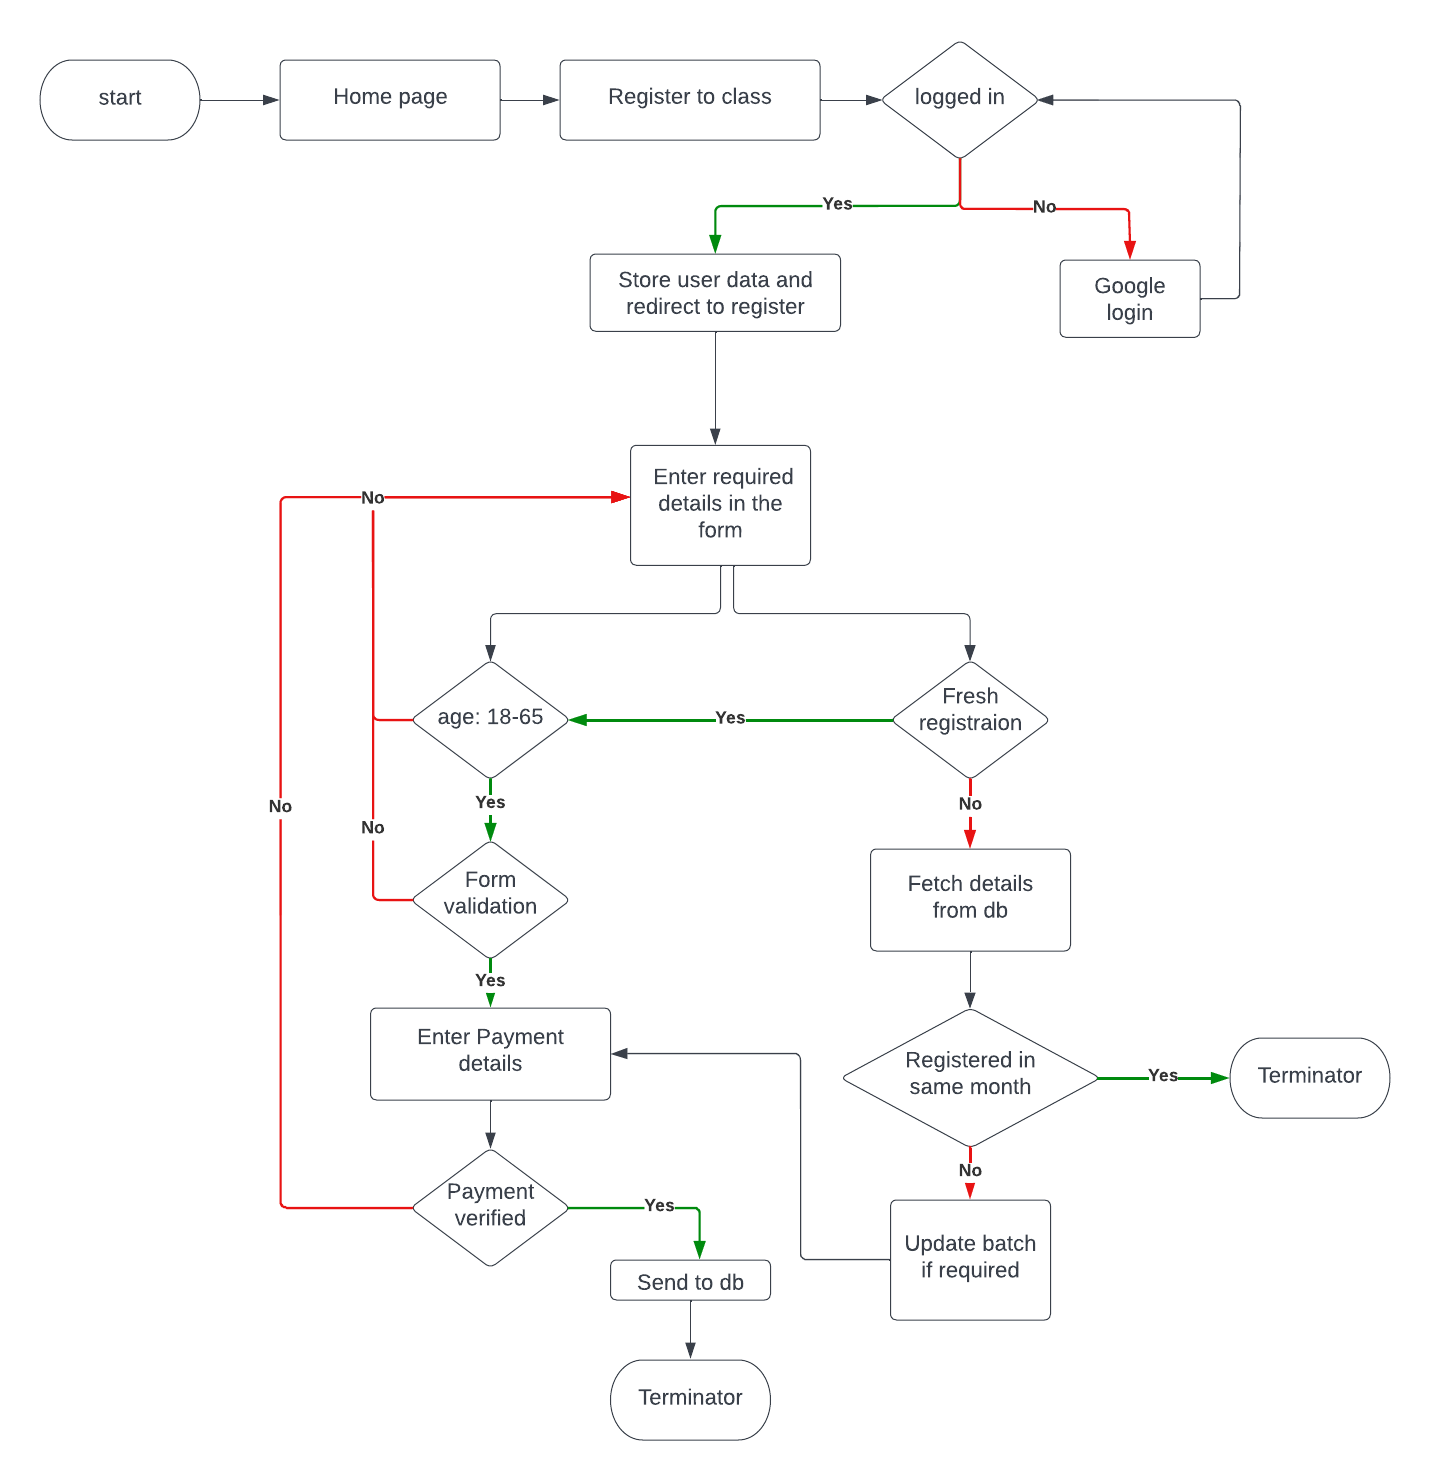 start
Home page
Register to class
logged in
Yes
No
Store user data and
redirect to register
Google
login
Enter required
details in the
form
No
age: 18-65
Yes
Fresh
registraion
Yes
No
No
No
Form
validation
Fetch details
from db
Yes
Enter Payment
details
Registered in
same month
Yes
Terminator
No
Payment
verified
Yes
Update batch
if required
Send to db
Terminator